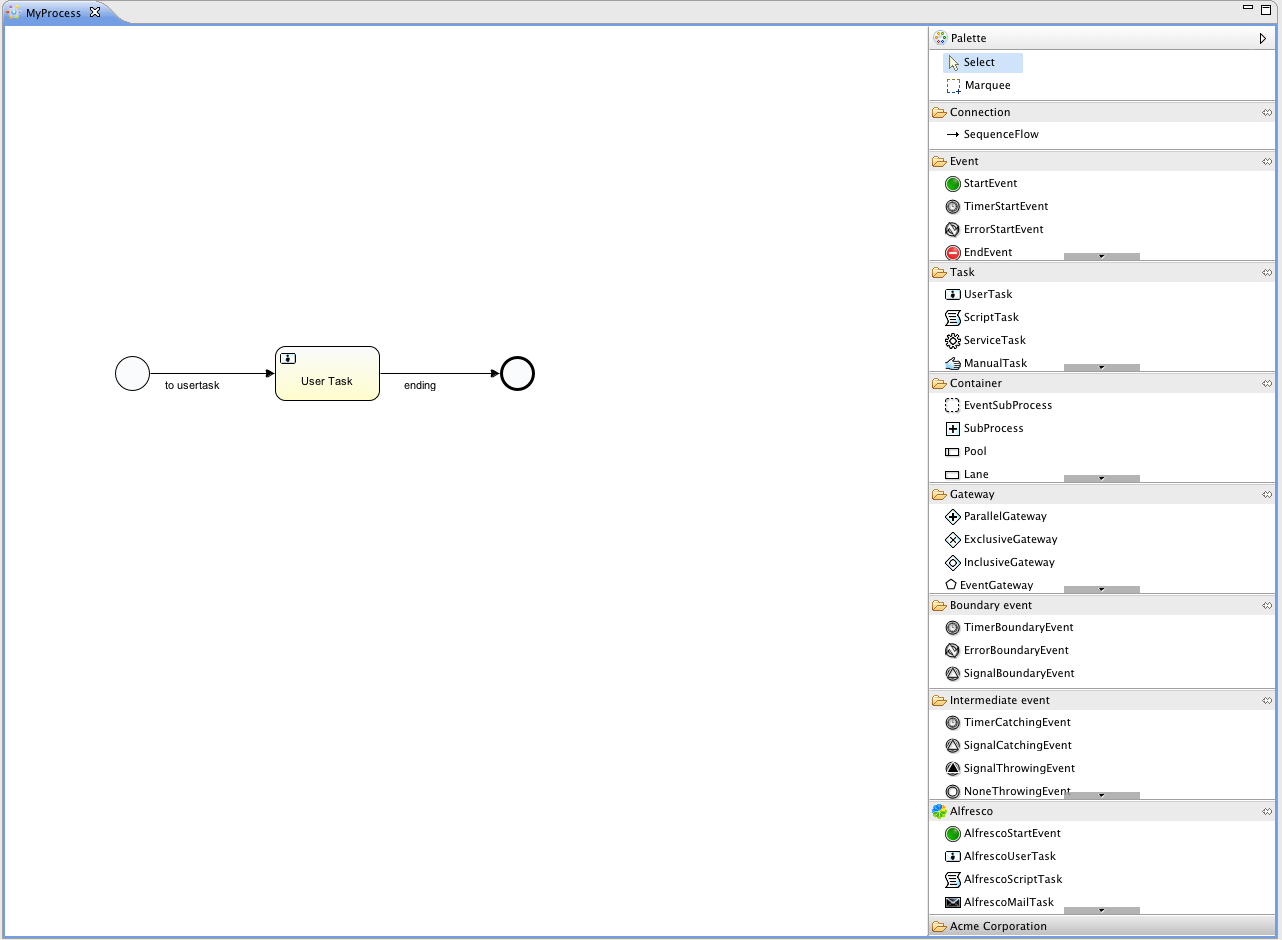 MyProcess
to usertask
User Task
ending
Palette
Select
Marquee
Connection
SequenceFlow
Event
StartEvent
TimerStartEvent
ErrorStartEvent
EndEvent
Task
UserTask
ScriptTask
ServiceTask
ManualTask
Container
EventSubProcess
SubProcess
Pool
Lane
Gateway
ParallelGateway
ExclusiveGateway
InclusiveGateway
EventGateway
Boundary event
TimerBoundaryEvent
ErrorBoundaryEvent
SignalBoundaryEvent
Intermediate event
TimerCatchingEvent
SignalCatchingEvent
SignalThrowingEvent
NoneThrowingEvent
Alfresco
AlfrescoStartEvent
AlfrescoUserTask
AlfrescoScriptTask
AlfrescoMailTask
Acme Corporation